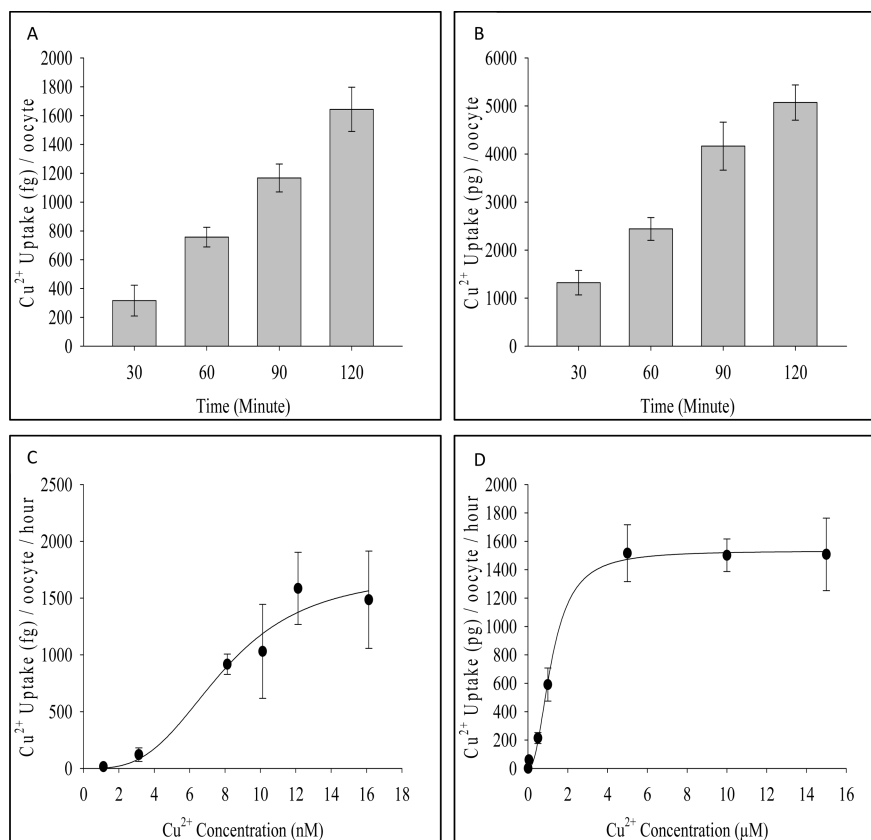 A
2000
1800
1600
1400
1200
1000
800
600
400
200
0
Cu²⁺ Uptake (fg) / oocyte
30 60 90 120
Time (Minute)
B
6000
5000
4000
3000
2000
1000
0
Cu²⁺ Uptake (pg) / oocyte
30 60 90 120
Time (Minute)
C
2500
2000
1500
1000
500
0
Cu²⁺ Uptake (fg) / oocyte / hour
0 2 4 6 8 10 12 14 16 18
Cu²⁺ Concentration (nM)
D
2000
1800
1600
1400
1200
1000
800
600
400
200
0
Cu²⁺ Uptake (pg) / oocyte / hour
0 2 4 6 8 10 12 14 16
Cu²⁺ Concentration (µM)